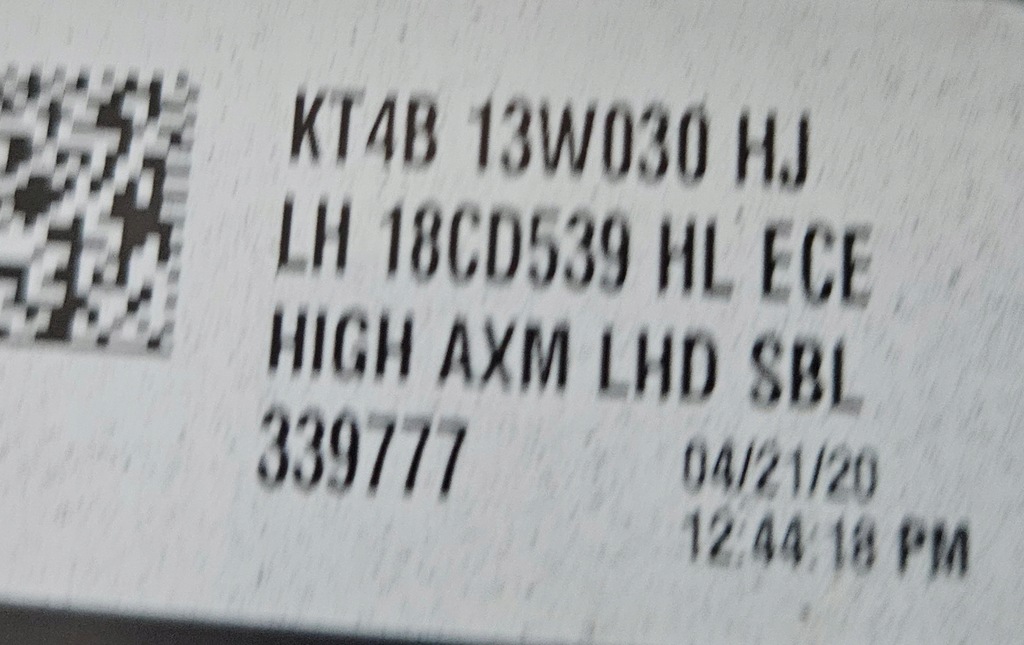 KT4B 13W030 HJ
LH 18CD539 HL ECE
HIGH AXM LHD SBL
339777
04/21/20
12:44:18 PM